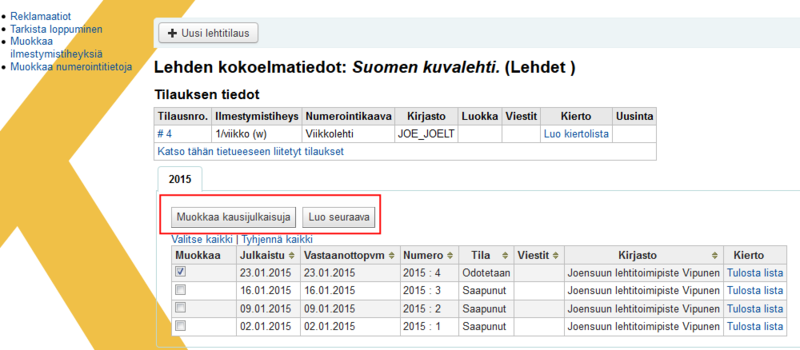 Reklamaatiot
Tarkista loppuminen
Muokkaa
ilmestymistiheyksiä
Muokkaa numerointitietoja
+ Uusi lehtitilaus
Lehden kokoelmatiedot: Suomen kuvalehti. (Lehdet )
Tilauksen tiedot
Tilausnro. Ilmestymistiheys Numerointikaava Kirjasto Luokka Viestit Kierto Uusinta
# 4 1/viikko (w) Viikkolehti JOE_JOELT Luo kiertolista
Katso tähän tietueeseen liitetyt tilaukset
2015
Muokkaa kausijulkaisuja Luo seuraava
Valitse kaikki | Tyhjennä kaikki
Muokkaa Julkaistu Vastaanottopvm Numero Tila Viestit Kirjasto Kierto
23.01.2015 23.01.2015 2015 : 4 Odotetaan Joensuun lehtitoimipiste Vipunen Tulosta lista
16.01.2015 16.01.2015 2015 : 3 Saapunut Joensuun lehtitoimipiste Vipunen Tulosta lista
09.01.2015 09.01.2015 2015 : 2 Saapunut Joensuun lehtitoimipiste Vipunen Tulosta lista
02.01.2015 02.01.2015 2015 : 1 Saapunut Joensuun lehtitoimipiste Vipunen Tulosta lista